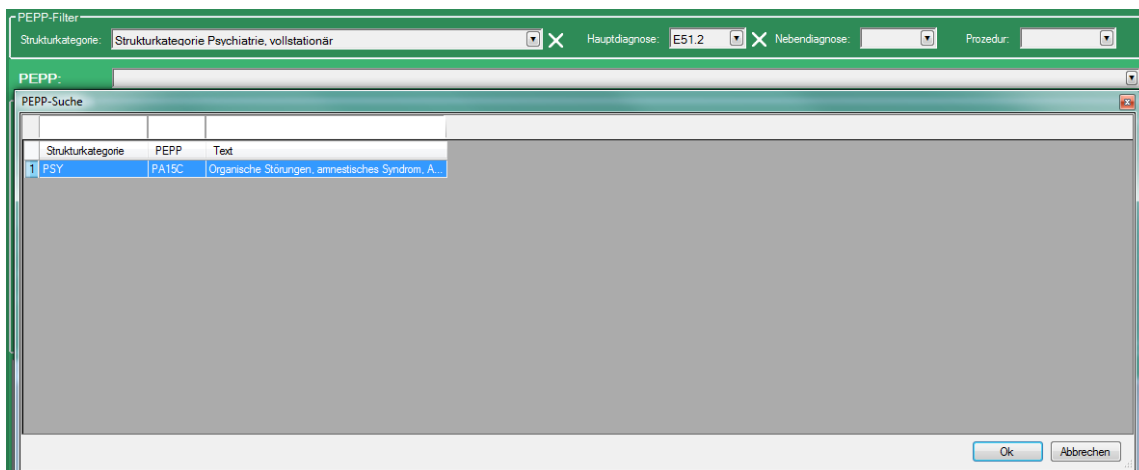 PEPP-Filter
Strukturkategorie: Strukturkategorie Psychiatrie, vollstationär Hauptdiagnose: E51.2 Nebendiagnose: Prozedur:
PEPP:
PEPP-Suche
Strukturkategorie PEPP Text
1 PSY PA15C Organische Störungen, amnestisches Syndrom, A...
Ok Abbrechen